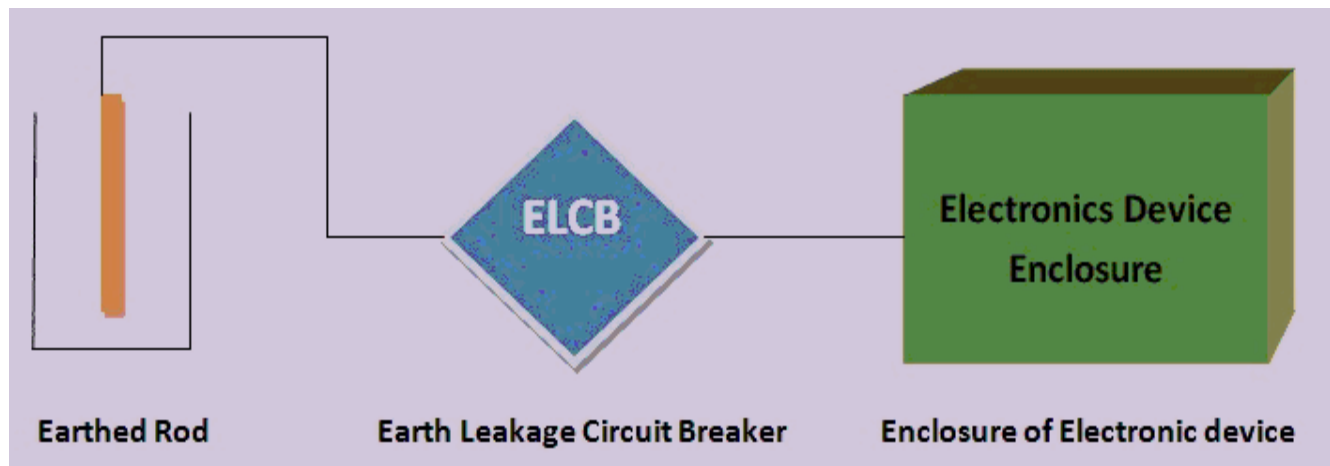 ELCB
Electronics Device
Enclosure
Earthed Rod
Earth Leakage Circuit Breaker
Enclosure of Electronic device